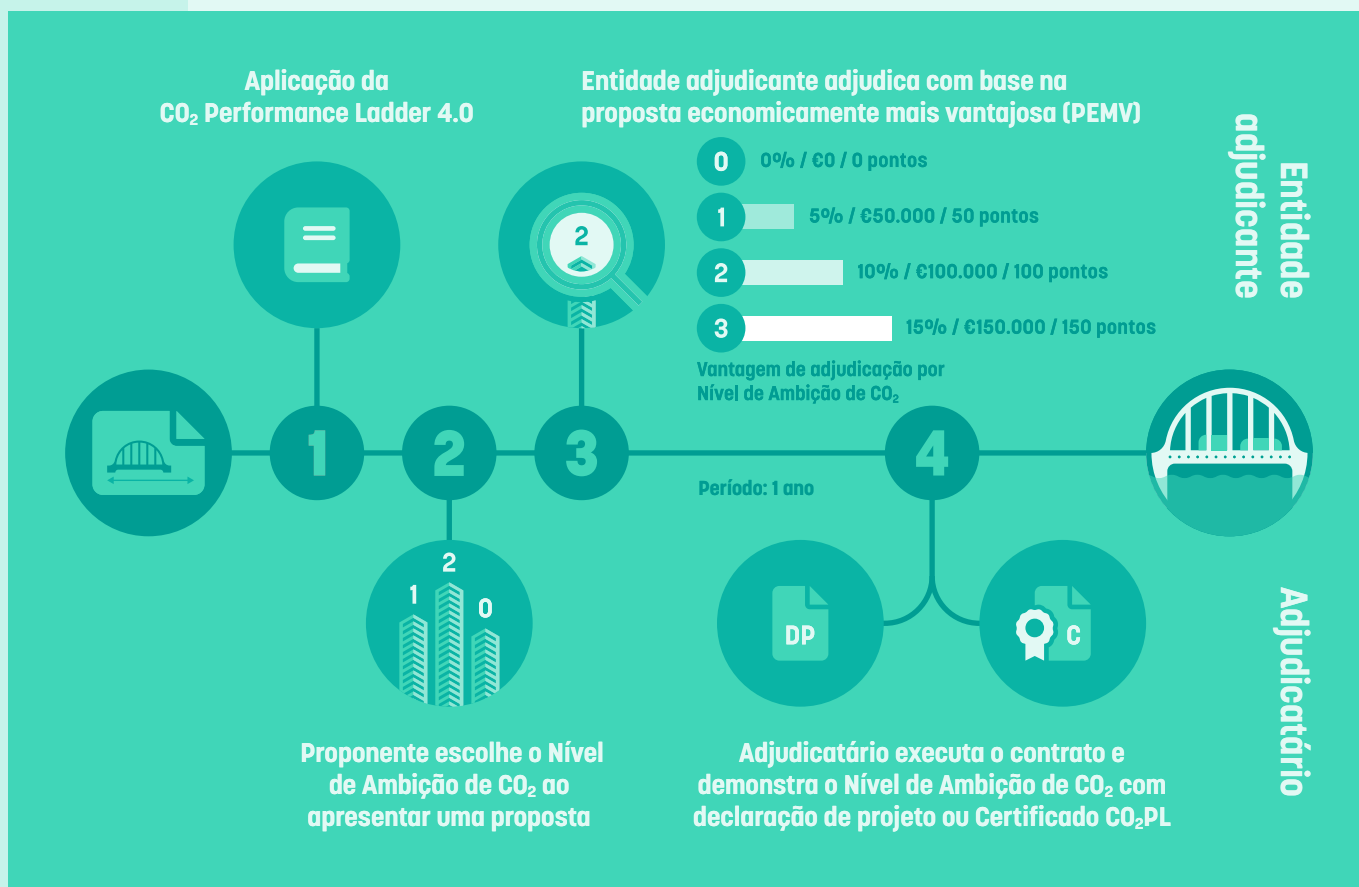 Aplicação da
CO₂ Performance Ladder 4.0
Entidade adjudicante adjudica com base na
proposta economicamente mais vantajosa (PEMV)
0
0% / €0 / 0 pontos
1
5% / €50.000 / 50 pontos
2
10% / €100.000 / 100 pontos
3
15% / €150.000 / 150 pontos
Vantagem de adjudicação por
Nível de Ambição de CO₂
2
Entidade
adjudicante
1
2
3
4
Período: 1 ano
1
2
0
DP
C
Proponente escolhe o Nível
de Ambição de CO₂ ao
apresentar uma proposta
Adjudicatário executa o contrato e
demonstra o Nível de Ambição de CO₂ com
declaração de projeto ou Certificado CO₂PL
Adjudicatário